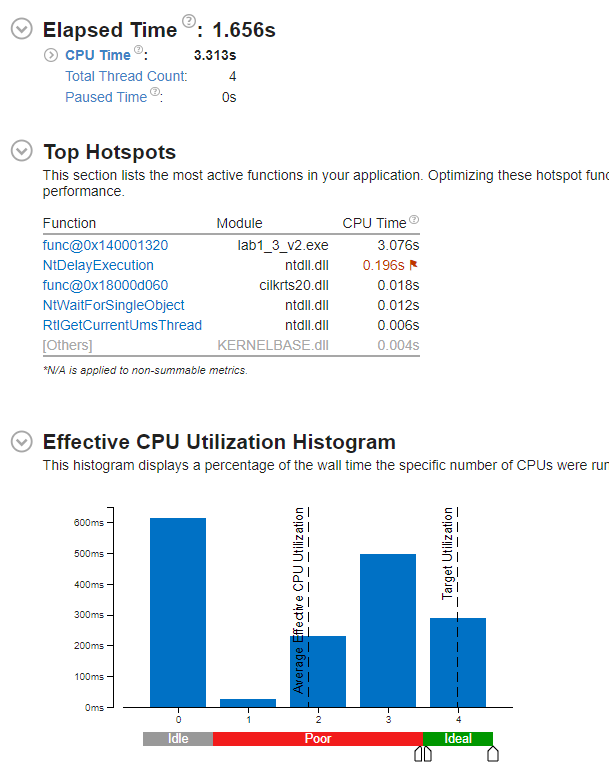 Elapsed Time ?: 1.656s
CPU Time ?: 3.313s
Total Thread Count: 4
Paused Time ?: 0s
Top Hotspots
This section lists the most active functions in your application. Optimizing these hotspot func
performance.
Function Module CPU Time ?
func@0x140001320 lab1_3_v2.exe 3.076s
NtDelayExecution ntdll.dll 0.196s
func@0x18000d060 cilkrts20.dll 0.018s
NtWaitForSingleObject ntdll.dll 0.012s
RtlGetCurrentUmsThread ntdll.dll 0.006s
[Others] KERNELBASE.dll 0.004s
*N/A is applied to non-summable metrics.
Effective CPU Utilization Histogram
This histogram displays a percentage of the wall time the specific number of CPUs were run
600ms
500ms
400ms
300ms
200ms
100ms
0ms
Average Effective CPU Utilization
Target Utilization
0 1 2 3 4
Idle Poor Ideal